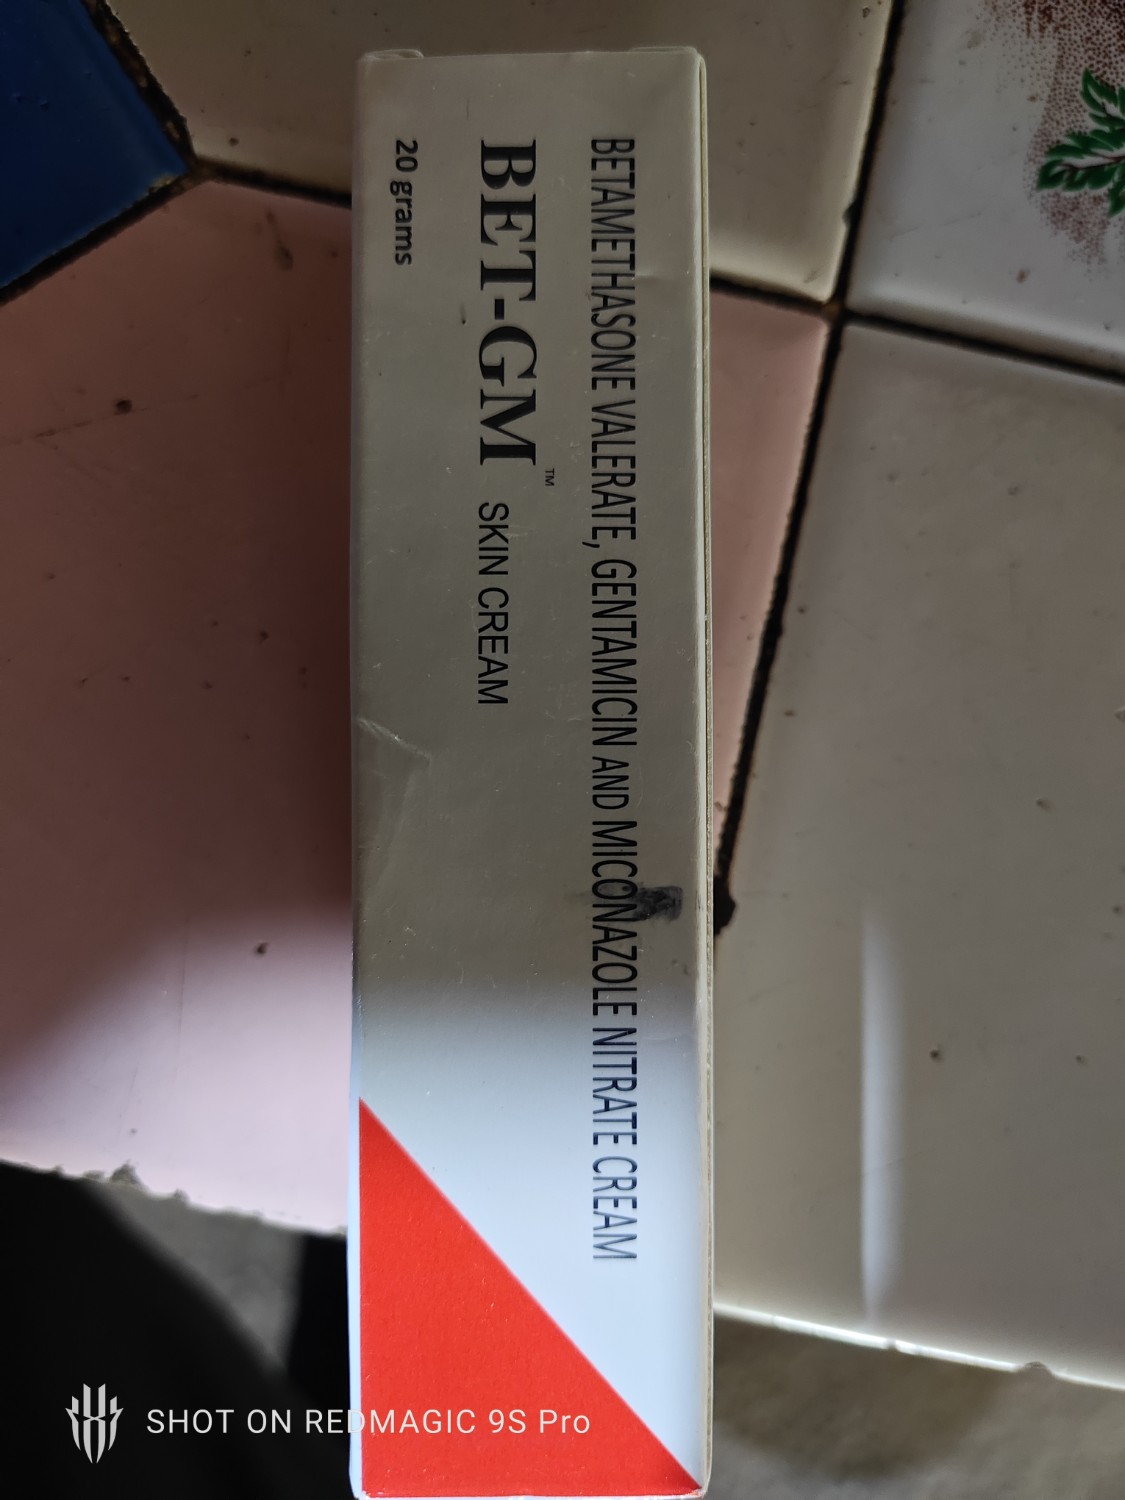 BETAMETHASONE VALERATE, GENTAMICIN AND MICONAZOLE NITRATE CREAM
BET-GM™ SKIN CREAM
20 grams
SHOT ON REDMAGIC 9S Pro